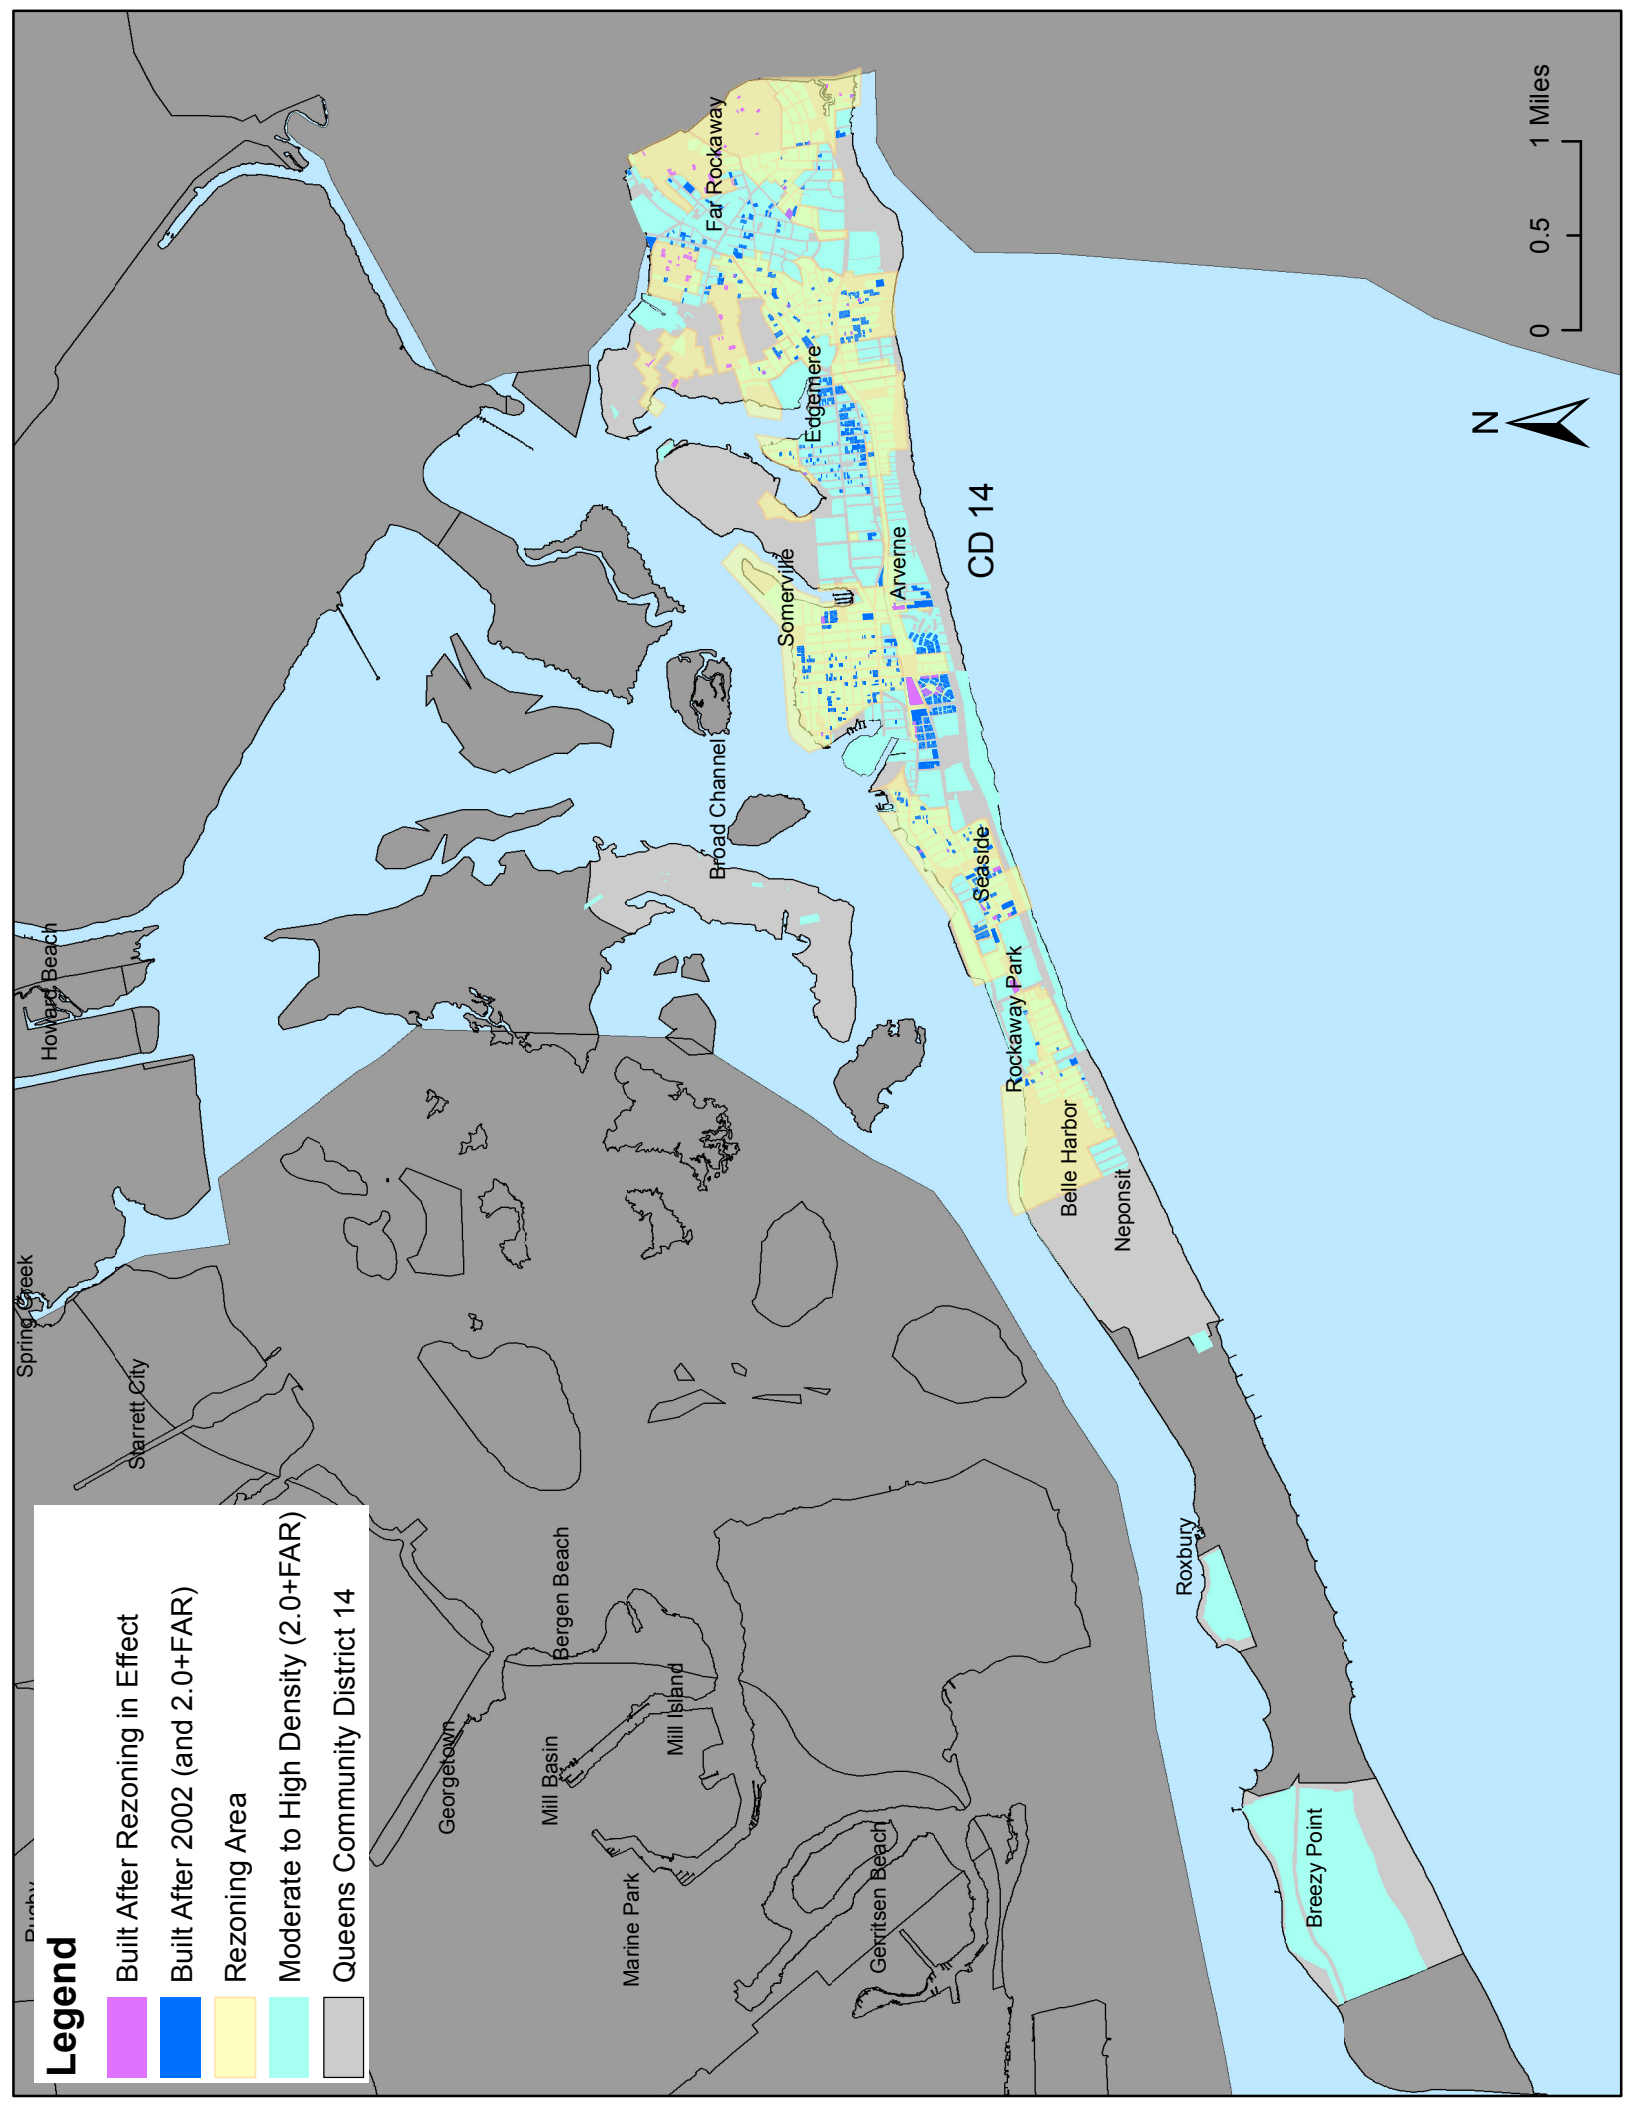 Legend
Built After Rezoning in Effect
Built After 2002 (and 2.0+FAR)
Rezoning Area
Moderate to High Density (2.0+FAR)
Queens Community District 14
Spring Creek
Starrett City
Howard Beach
Georgetown
Bergen Beach
Mill Basin
Mill Island
Marine Park
Gerritsen Beach
Broad Channel
Far Rockaway
Edgemere
Somerville
Arverne
CD 14
Seaside
Rockaway Park
Belle Harbor
Neponsit
Roxbury
Breezy Point
N
0 0.5 1 Miles